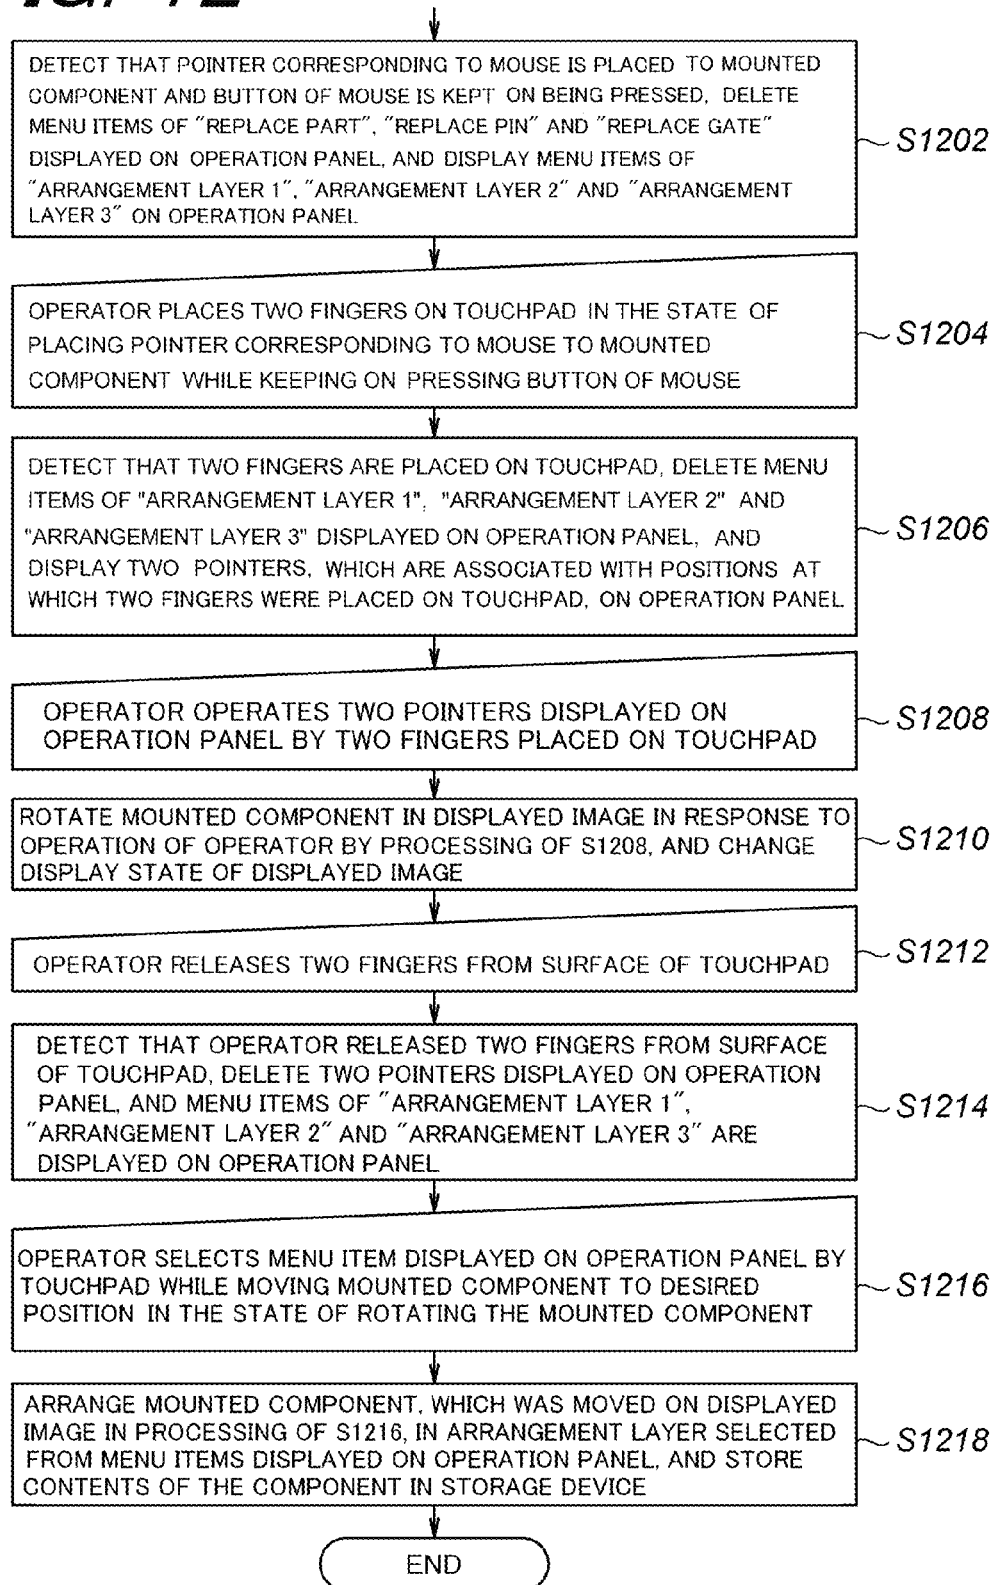 DETECT THAT POINTER CORRESPONDING TO MOUSE IS PLACED TO MOUNTED
COMPONENT AND BUTTON OF MOUSE IS KEPT ON BEING PRESSED, DELETE
MENU ITEMS OF "REPLACE PART", "REPLACE PIN" AND "REPLACE GATE"
DISPLAYED ON OPERATION PANEL, AND DISPLAY MENU ITEMS OF
"ARRANGEMENT LAYER 1", "ARRANGEMENT LAYER 2" AND "ARRANGEMENT
LAYER 3" ON OPERATION PANEL
S1202
OPERATOR PLACES TWO FINGERS ON TOUCHPAD IN THE STATE OF
PLACING POINTER CORRESPONDING TO MOUSE TO MOUNTED
COMPONENT WHILE KEEPING ON PRESSING BUTTON OF MOUSE
S1204
DETECT THAT TWO FINGERS ARE PLACED ON TOUCHPAD, DELETE MENU
ITEMS OF "ARRANGEMENT LAYER 1", "ARRANGEMENT LAYER 2" AND
"ARRANGEMENT LAYER 3" DISPLAYED ON OPERATION PANEL, AND
DISPLAY TWO POINTERS, WHICH ARE ASSOCIATED WITH POSITIONS AT
WHICH TWO FINGERS WERE PLACED ON TOUCHPAD, ON OPERATION PANEL
S1206
OPERATOR OPERATES TWO POINTERS DISPLAYED ON
OPERATION PANEL BY TWO FINGERS PLACED ON TOUCHPAD
S1208
ROTATE MOUNTED COMPONENT IN DISPLAYED IMAGE IN RESPONSE TO
OPERATION OF OPERATOR BY PROCESSING OF S1208, AND CHANGE
DISPLAY STATE OF DISPLAYED IMAGE
S1210
OPERATOR RELEASES TWO FINGERS FROM SURFACE OF TOUCHPAD
S1212
DETECT THAT OPERATOR RELEASED TWO FINGERS FROM SURFACE
OF TOUCHPAD, DELETE TWO POINTERS DISPLAYED ON OPERATION
PANEL, AND MENU ITEMS OF "ARRANGEMENT LAYER 1",
"ARRANGEMENT LAYER 2" AND "ARRANGEMENT LAYER 3" ARE
DISPLAYED ON OPERATION PANEL
S1214
OPERATOR SELECTS MENU ITEM DISPLAYED ON OPERATION PANEL BY
TOUCHPAD WHILE MOVING MOUNTED COMPONENT TO DESIRED
POSITION IN THE STATE OF ROTATING THE MOUNTED COMPONENT
S1216
ARRANGE MOUNTED COMPONENT, WHICH WAS MOVED ON DISPLAYED
IMAGE IN PROCESSING OF S1216, IN ARRANGEMENT LAYER SELECTED
FROM MENU ITEMS DISPLAYED ON OPERATION PANEL, AND STORE
CONTENTS OF THE COMPONENT IN STORAGE DEVICE
S1218
END